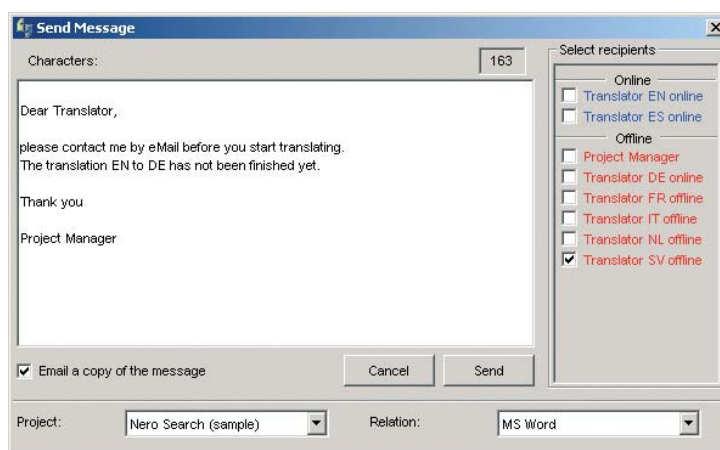 Send Message
Characters:
163
Dear Translator,
please contact me by eMail before you start translating.
The translation EN to DE has not been finished yet.
Thank you
Project Manager
Email a copy of the message
Cancel
Send
Select recipients
Online
Translator EN online
Translator ES online
Offline
Project Manager
Translator DE online
Translator FR offline
Translator IT offline
Translator NL offline
Translator SV offline
Project:
Nero Search (sample)
Relation:
MS Word